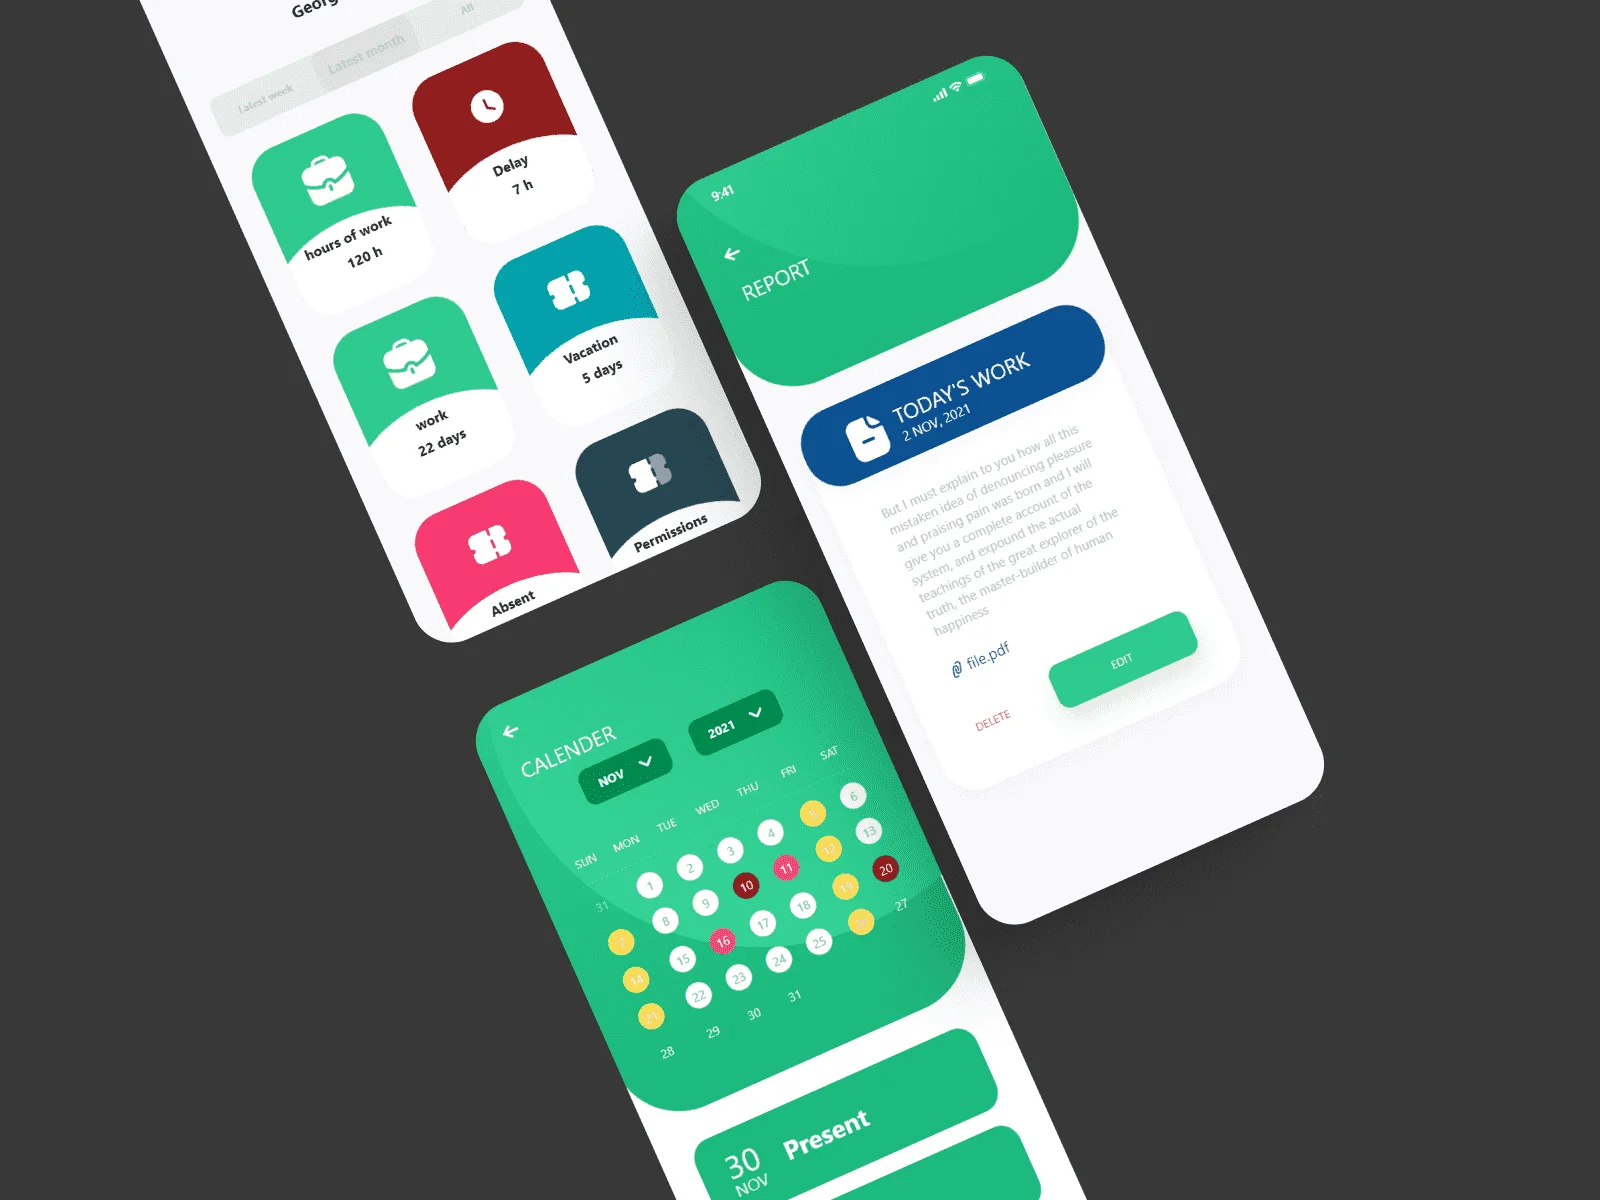 Georg
Latest week
Latest month
All
hours of work
120 h
Delay
7 h
work
22 days
Vacation
5 days
Absent
Permissions
9:41
REPORT
TODAY'S WORK
2 NOV, 2021
But I must explain to you how all this
mistaken idea of denouncing pleasure
and praising pain was born and I will
give you a complete account of the
system, and expound the actual
teachings of the great explorer of the
truth, the master-builder of human
happiness
file.pdf
EDIT
DELETE
CALENDER
NOV
2021
SUN MON TUE WED THU FRI SAT
31 1 2 3 4 5 6
7 8 9 10 11 12 13
14 15 16 17 18 19 20
21 22 23 24 25 27
28 29 30 31
30
NOV
Present